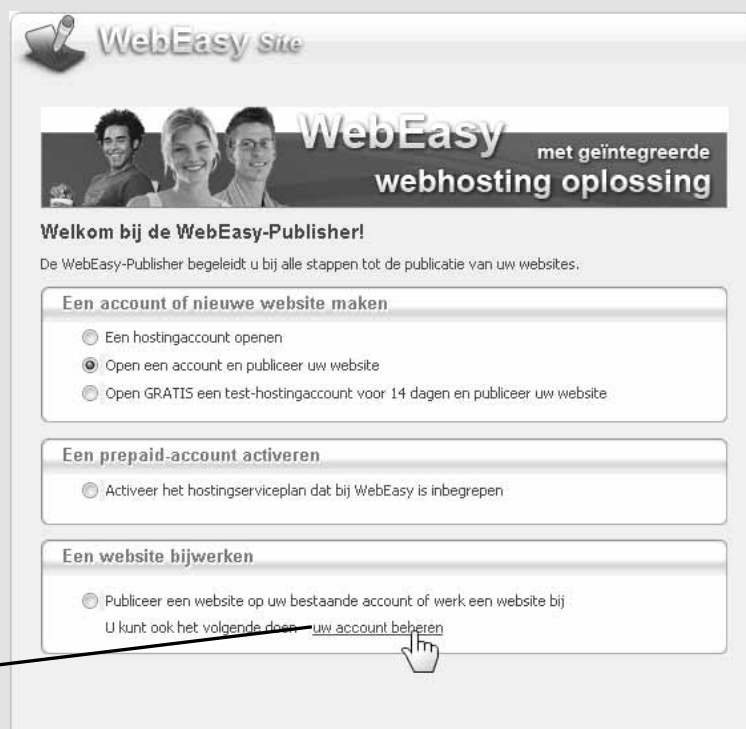 WebEasy Site
WebEasy
met geïntegreerde
webhosting oplossing
Welkom bij de WebEasy-Publisher!
De WebEasy-Publisher begeleidt u bij alle stappen tot de publicatie van uw websites.
Een account of nieuwe website maken
Een hostingaccount openen
Open een account en publiceer uw website
Open GRATIS een test-hostingaccount voor 14 dagen en publiceer uw website
Een prepaid-account activeren
Activeer het hostingserviceplan dat bij WebEasy is inbegrepen
Een website bijwerken
Publiceer een website op uw bestaande account of werk een website bij
U kunt ook het volgende doen uw account beheren